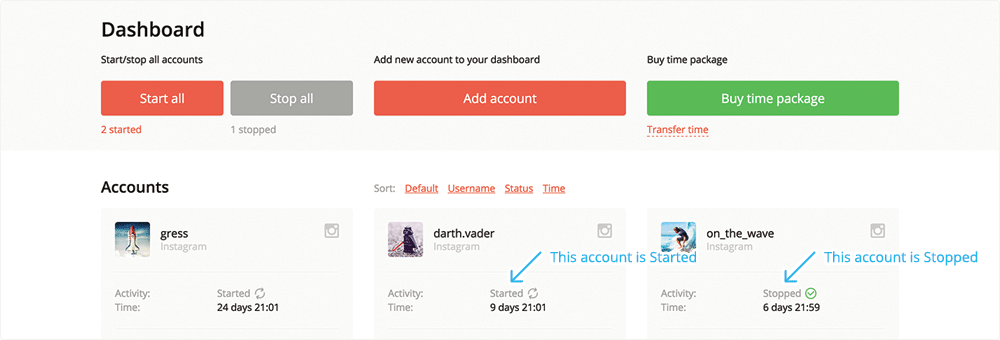 Dashboard
Start/stop all accounts
Add new account to your dashboard
Buy time package
Start all
Stop all
Add account
Buy time package
2 started
1 stopped
Transfer time
Accounts
Sort: Default Username Status Time
gress
Instagram
darth.vader
Instagram
on_the_wave
Instagram
This account is Started
This account is Stopped
Activity: Started
Time: 24 days 21:01
Activity: Started
Time: 9 days 21:01
Activity: Stopped
Time: 6 days 21:59